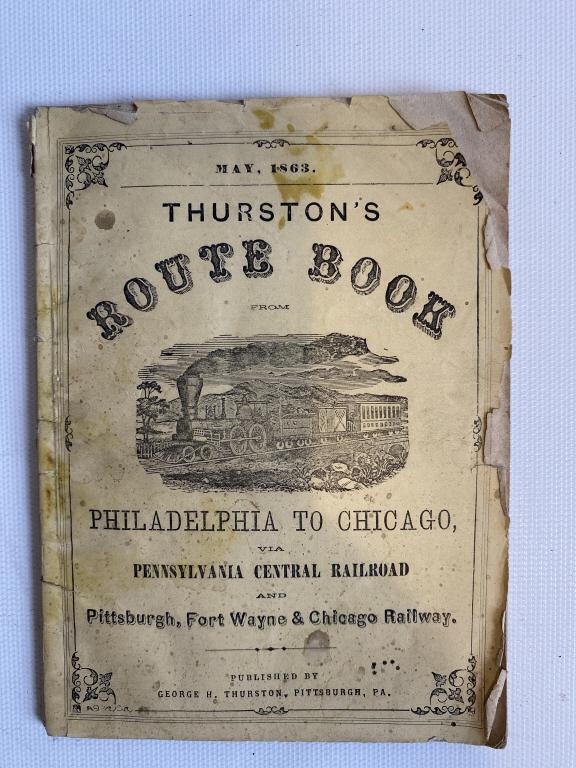 MAY, 1863.
THURSTON'S
ROUTE BOOK
FROM
PHILADELPHIA TO CHICAGO,
VIA
PENNSYLVANIA CENTRAL RAILROAD
AND
Pittsburgh, Fort Wayne & Chicago Railway.
PUBLISHED BY
GEORGE H. THURSTON, PITTSBURGH, PA.